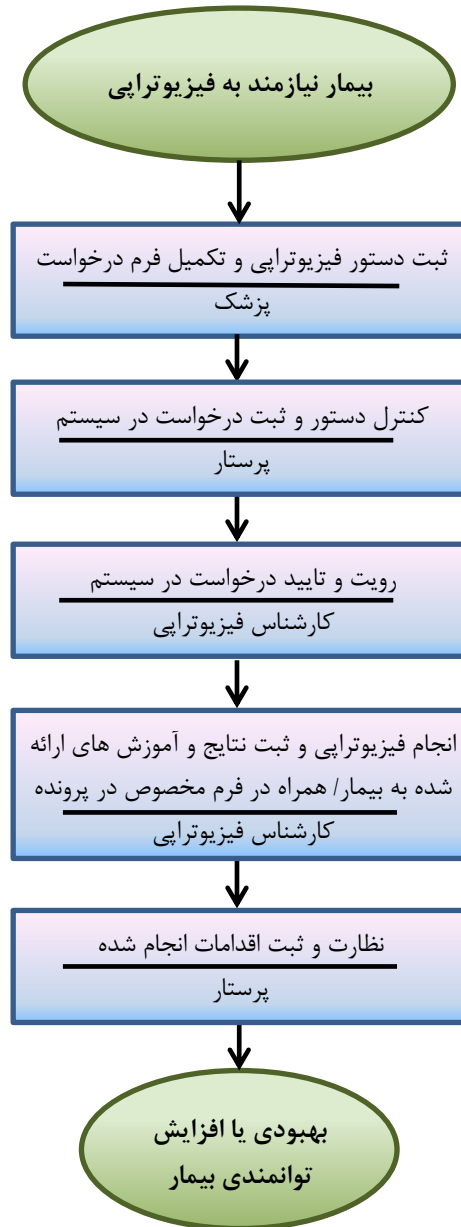 بیمار نیازمند به فیزیوتراپی
ثبت دستور فیزیوتراپی و تکمیل فرم درخواست
پزشک
کنترل دستور و ثبت درخواست در سیستم
پرستار
رویت و تایید درخواست در سیستم
کارشناس فیزیوتراپی
انجام فیزیوتراپی و ثبت نتایج و آموزش های ارائه
شده به بیمار/ همراه در فرم مخصوص در پرونده
کارشناس فیزیوتراپی
نظارت و ثبت اقدامات انجام شده
پرستار
بهبودی یا افزایش
توانمندی بیمار